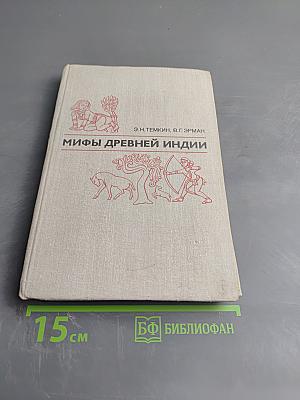 Э.Н.ТЕМКИН, В.Г.ЭРМАН
МИФЫ ДРЕВНЕЙ ИНДИИ
15 см
БФ БИБЛИОФАН